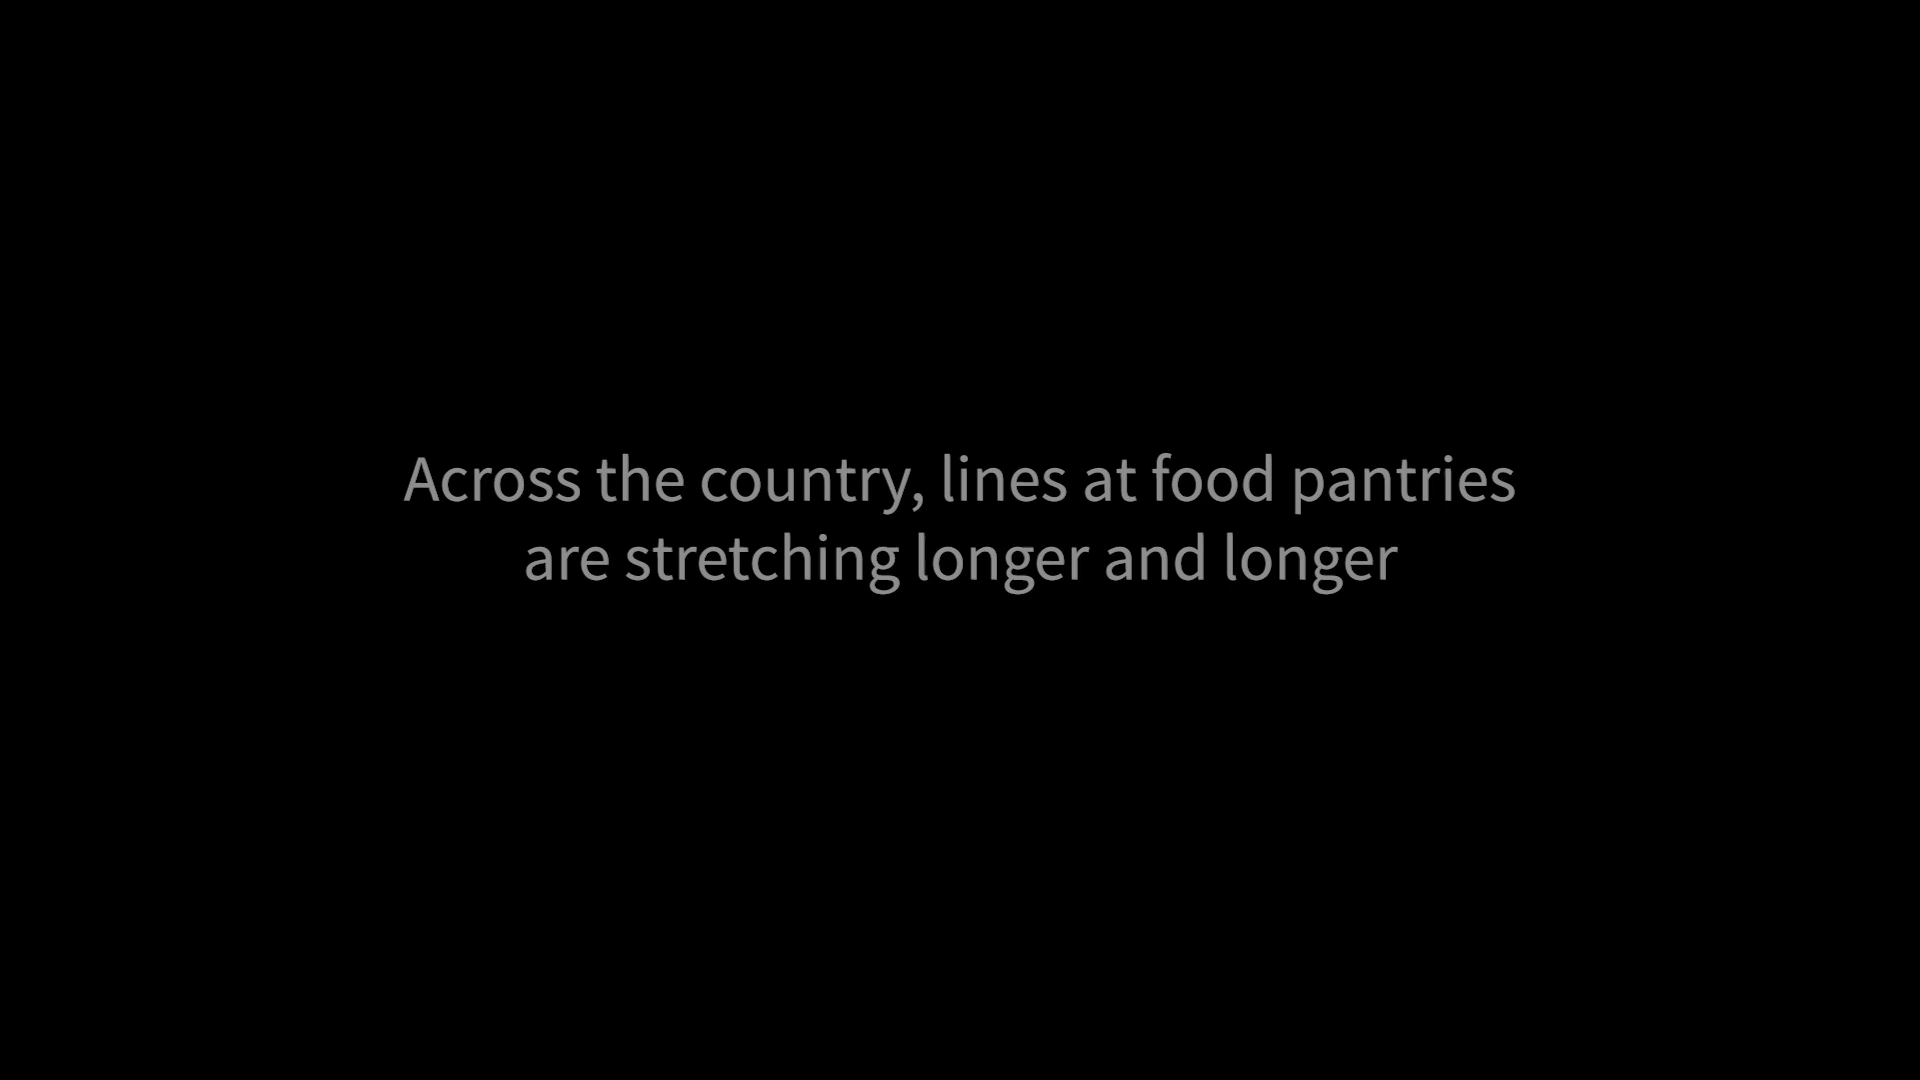 Across the country, lines at food pantries
are stretching longer and longer